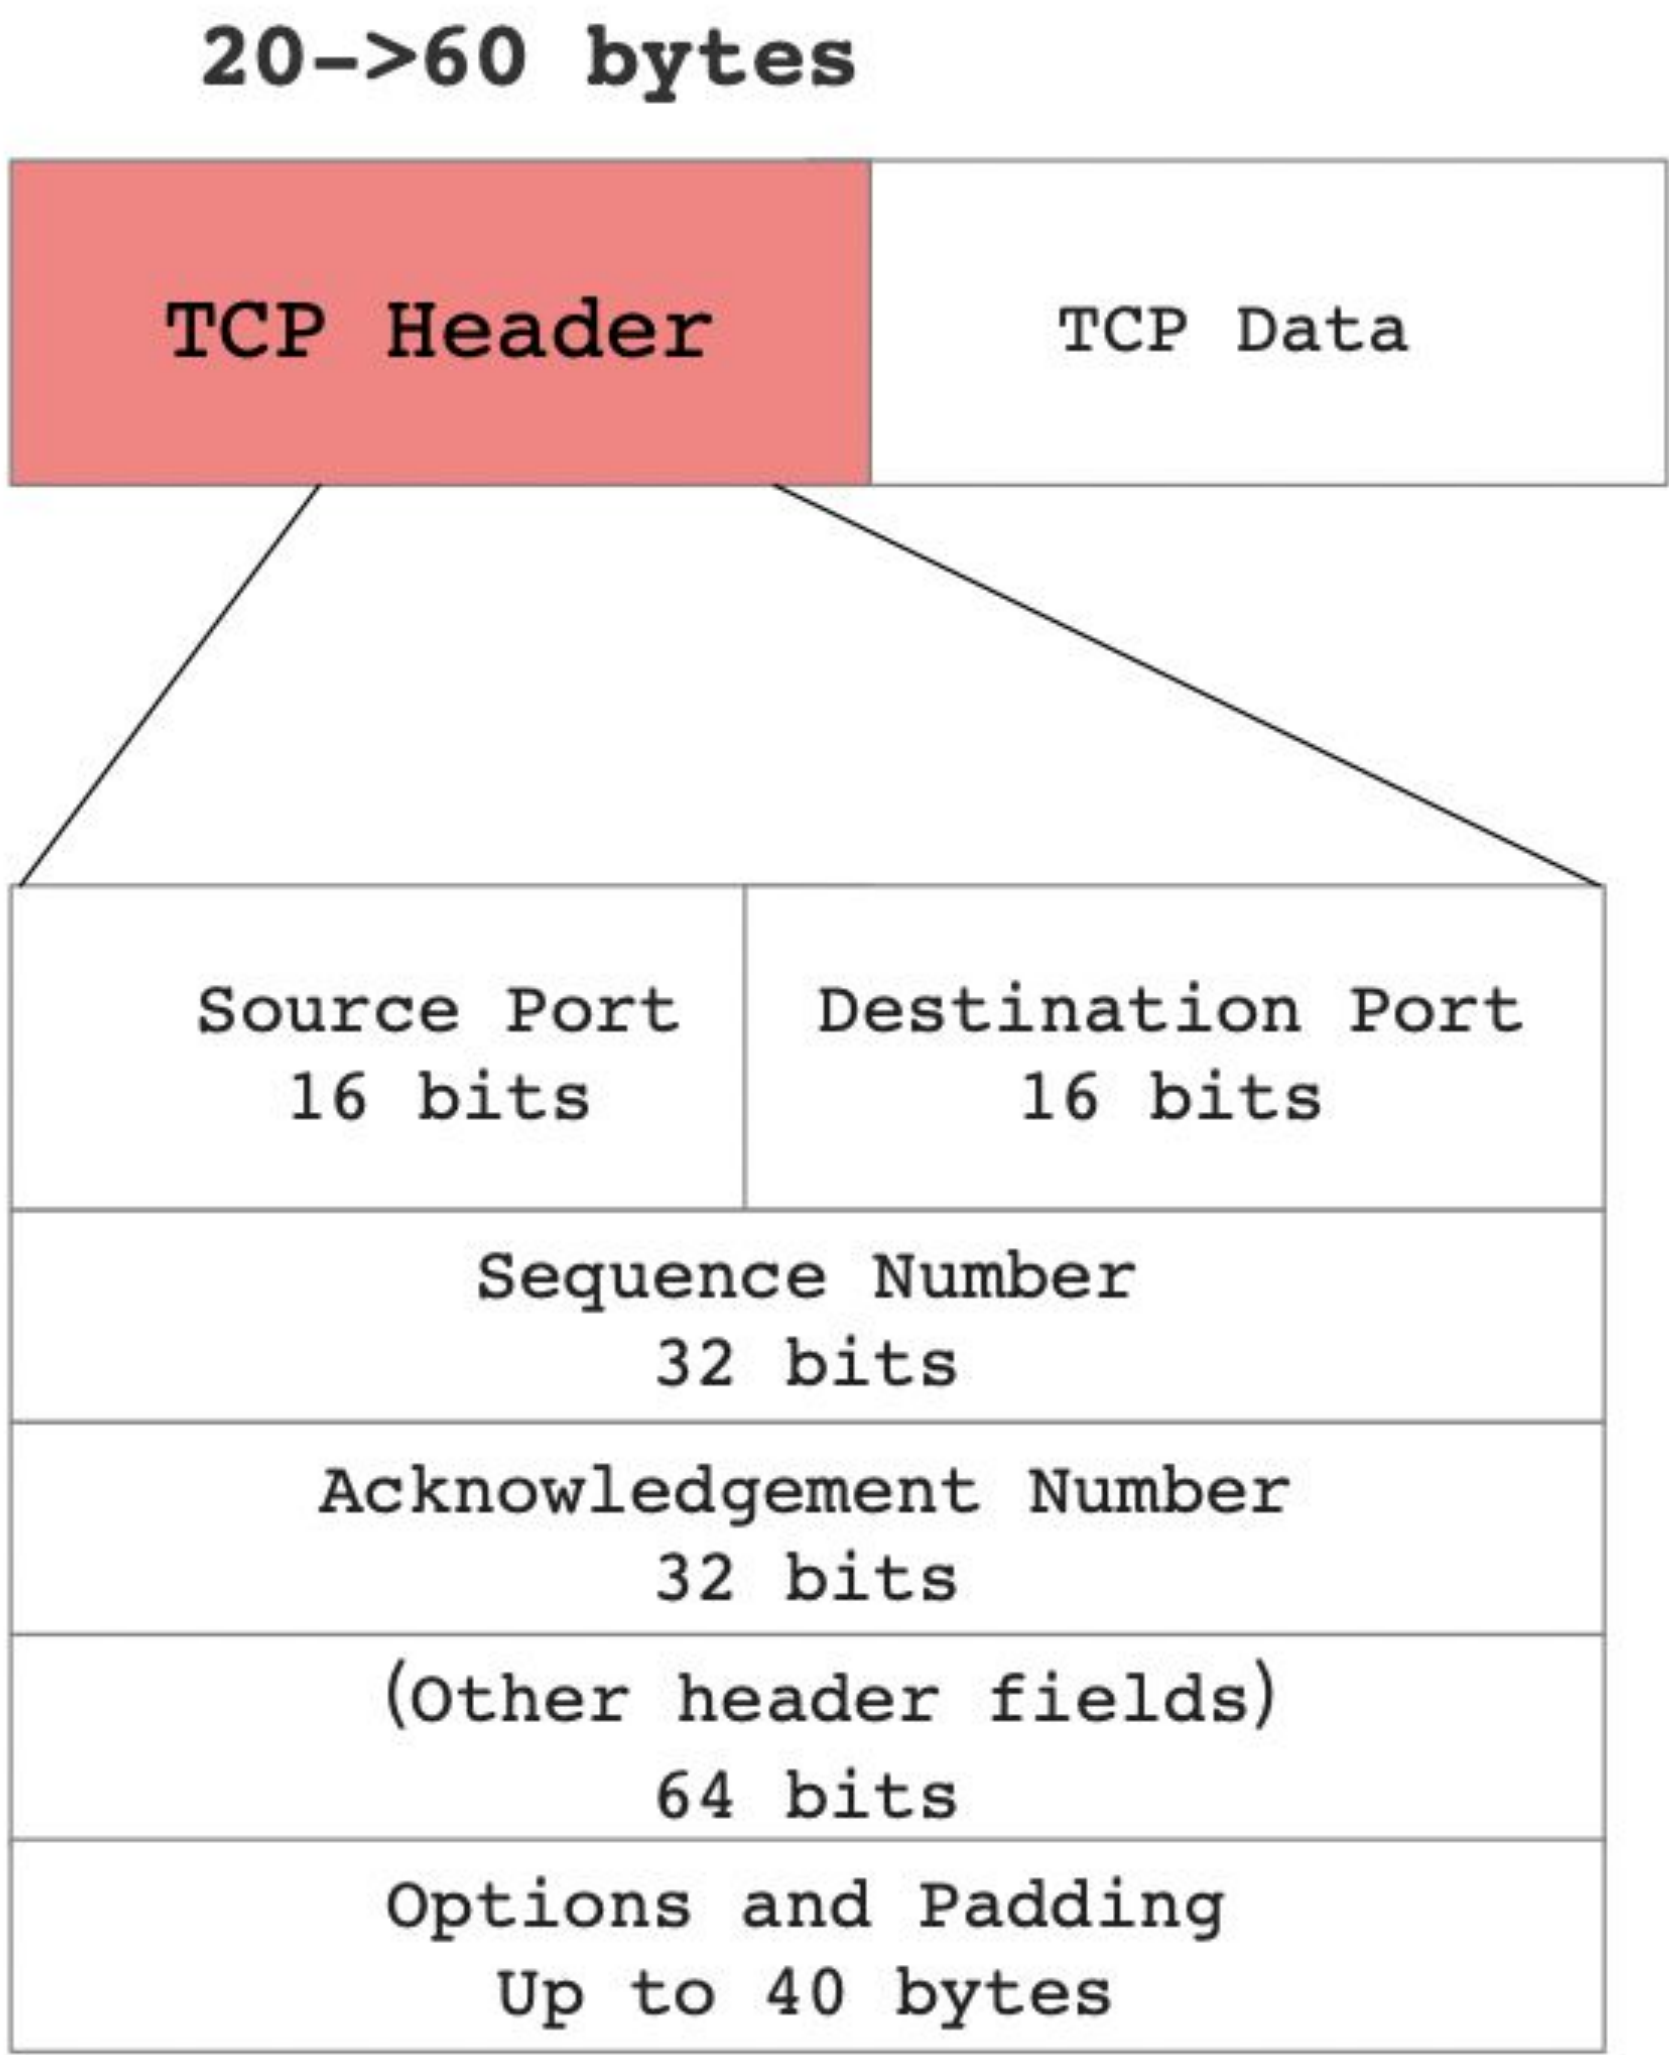 20->60 bytes
TCP Header
TCP Data
Source Port
16 bits
Destination Port
16 bits
Sequence Number
32 bits
Acknowledgement Number
32 bits
(Other header fields)
64 bits
Options and Padding
Up to 40 bytes